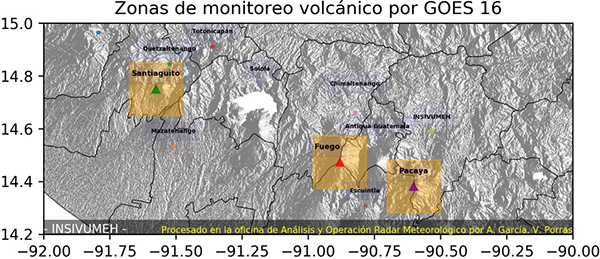 Zonas de monitoreo volcánico por GOES 16
15.0
14.8
14.6
14.4
14.2
Totonicapán
Quetzaltenango
Santiaguito
Sololá
Chimaltenango
INSIVUMEH
Mazatenango
Antigua Guatemala
Fuego
Pacaya
Escuintla
- INSIVUMEH -
Procesado en la oficina de Análisis y Operación Radar Meteorológico por A. García, V. Porras
−92.00 −91.75 −91.50 −91.25 −91.00 −90.75 −90.50 −90.25 −90.00